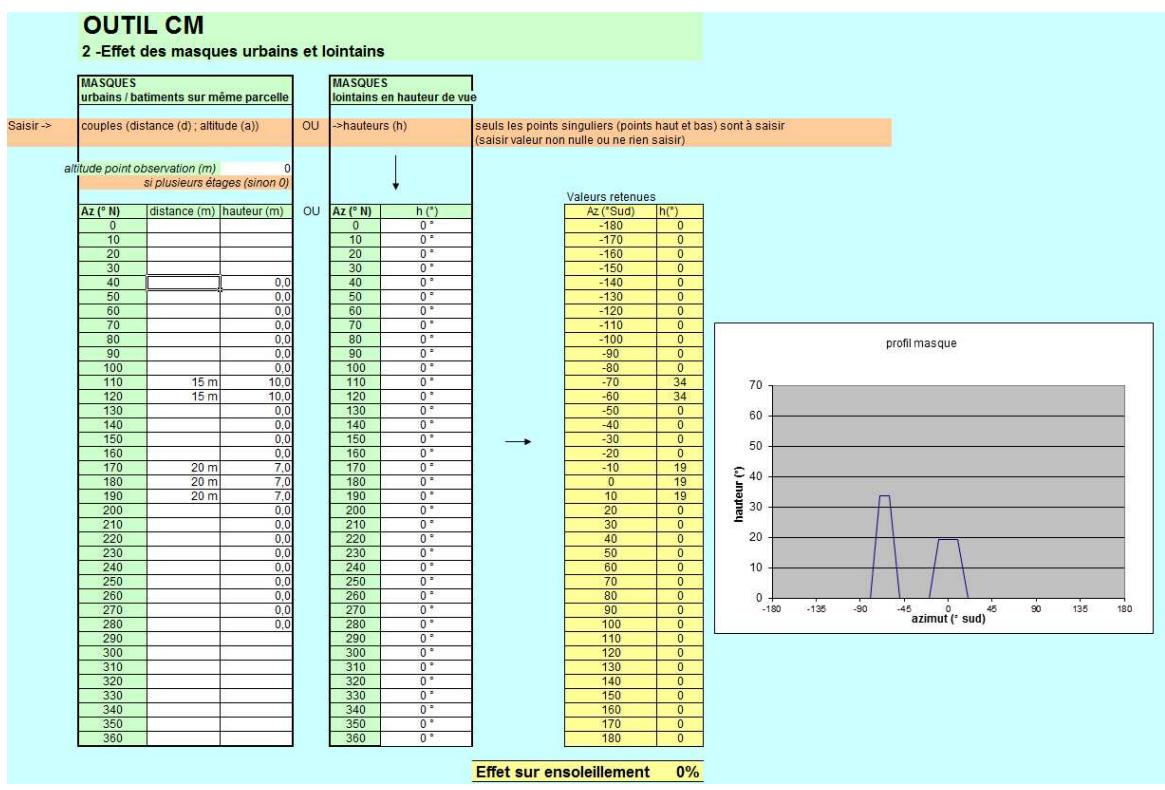 OUTIL CM
2 -Effet des masques urbains et lointains
MASQUES
urbains / batiments sur même parcelle
MASQUES
lointains en hauteur de vue
Saisir -> couples (distance (d) ; altitude (a)) OU ->hauteurs (h) seuls les points singuliers (points haut et bas) sont à saisir
(saisir valeur non nulle ou ne rien saisir)
altitude point observation (m) 0
si plusieurs étages (sinon 0)
Valeurs retenues
Az (° N) distance (m) hauteur (m) OU Az (° N) h (°) Az (°Sud) h(°)
0 0 ° -180 0
10 10 0 ° -170 0
20 20 0 ° -160 0
30 30 0 ° -150 0
40 0,0 40 0 ° -140 0
50 0,0 50 0 ° -130 0
60 0,0 60 0 ° -120 0
70 0,0 70 0 ° -110 0
80 0,0 80 0 ° -100 0
90 0,0 90 0 ° -90 0
100 0,0 100 0 ° -80 0
110 15 m 10,0 110 0 ° -70 34
120 15 m 10,0 120 0 ° -60 34
130 0,0 130 0 ° -50 0
140 0,0 140 0 ° -40 0
150 0,0 150 0 ° -30 0
160 0,0 160 0 ° -20 0
170 20 m 7,0 170 0 ° -10 19
180 20 m 7,0 180 0 ° 0 19
190 20 m 7,0 190 0 ° 10 19
200 0,0 200 0 ° 20 0
210 0,0 210 0 ° 30 0
220 0,0 220 0 ° 40 0
230 0,0 230 0 ° 50 0
240 0,0 240 0 ° 60 0
250 0,0 250 0 ° 70 0
260 0,0 260 0 ° 80 0
270 0,0 270 0 ° 90 0
280 0,0 280 0 ° 100 0
290 290 0 ° 110 0
300 300 0 ° 120 0
310 310 0 ° 130 0
320 320 0 ° 140 0
330 330 0 ° 150 0
340 340 0 ° 160 0
350 350 0 ° 170 0
360 360 0 ° 180 0
Effet sur ensoleillement 0%
profil masque
hauteur (°)
70
60
50
40
30
20
10
0
-180 -135 -90 -45 0 45 90 135 180
azimut (° sud)